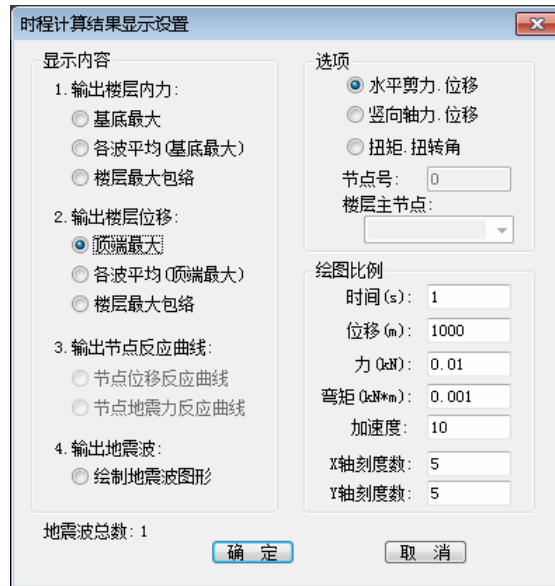 时程计算结果显示设置
显示内容
1.输出楼层内力:
基底最大
各波平均(基底最大)
楼层最大包络
2.输出楼层位移:
顶端最大
各波平均(顶端最大)
楼层最大包络
3.输出节点反应曲线:
节点位移反应曲线
节点地震力反应曲线
4.输出地震波:
绘制地震波图形
地震波总数: 1
选项
水平剪力.位移
竖向轴力.位移
扭矩.扭转角
节点号: 0
楼层主节点:
绘图比例
时间(s): 1
位移(m): 1000
力(kN): 0.01
弯矩(kN*m): 0.001
加速度: 10
X轴刻度数: 5
Y轴刻度数: 5
确 定
取 消